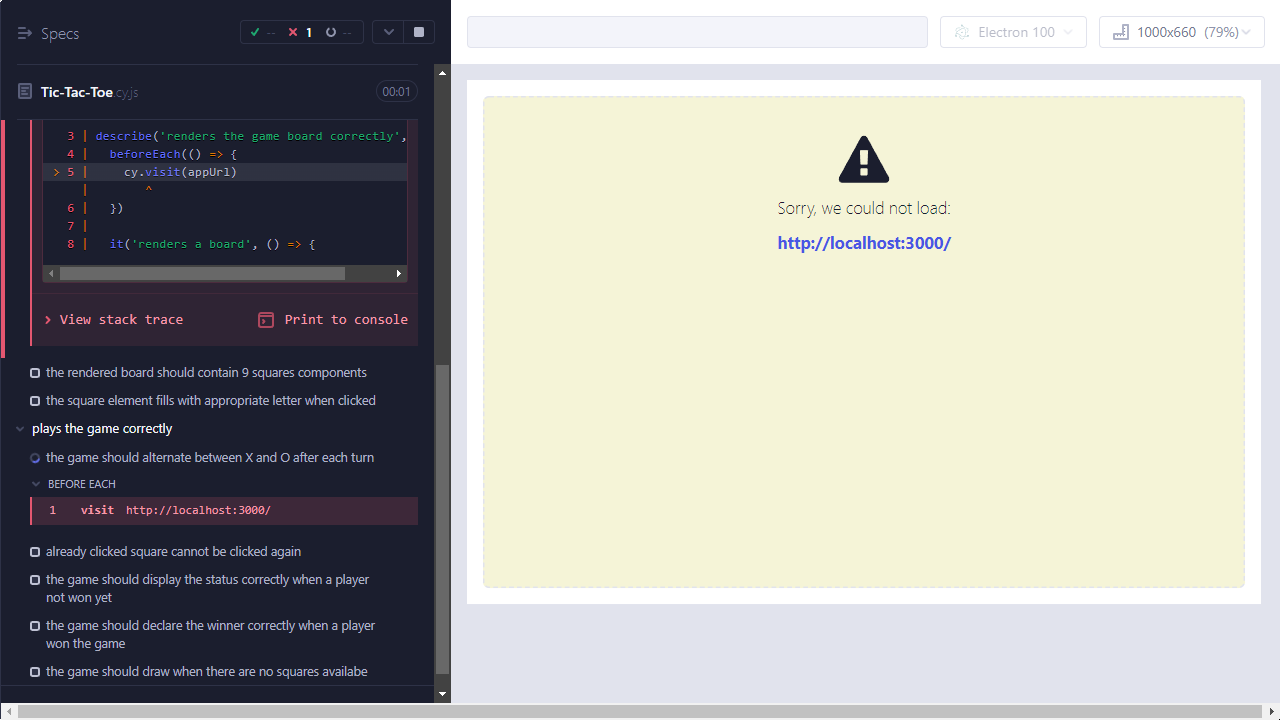 Specs
--
1
--
Electron 100
1000x660 (79%)
Tic-Tac-Toe.cy.js
00:01
3 | describe('renders the game board correctly',
4 | beforeEach(() => {
> 5 | cy.visit(appUrl)
| ^
6 | })
7 |
8 | it('renders a board', () => {
View stack trace
Print to console
the rendered board should contain 9 squares components
the square element fills with appropriate letter when clicked
plays the game correctly
the game should alternate between X and O after each turn
BEFORE EACH
1 visit http://localhost:3000/
already clicked square cannot be clicked again
the game should display the status correctly when a player
not won yet
the game should declare the winner correctly when a player
won the game
the game should draw when there are no squares availabe
Sorry, we could not load:
http://localhost:3000/